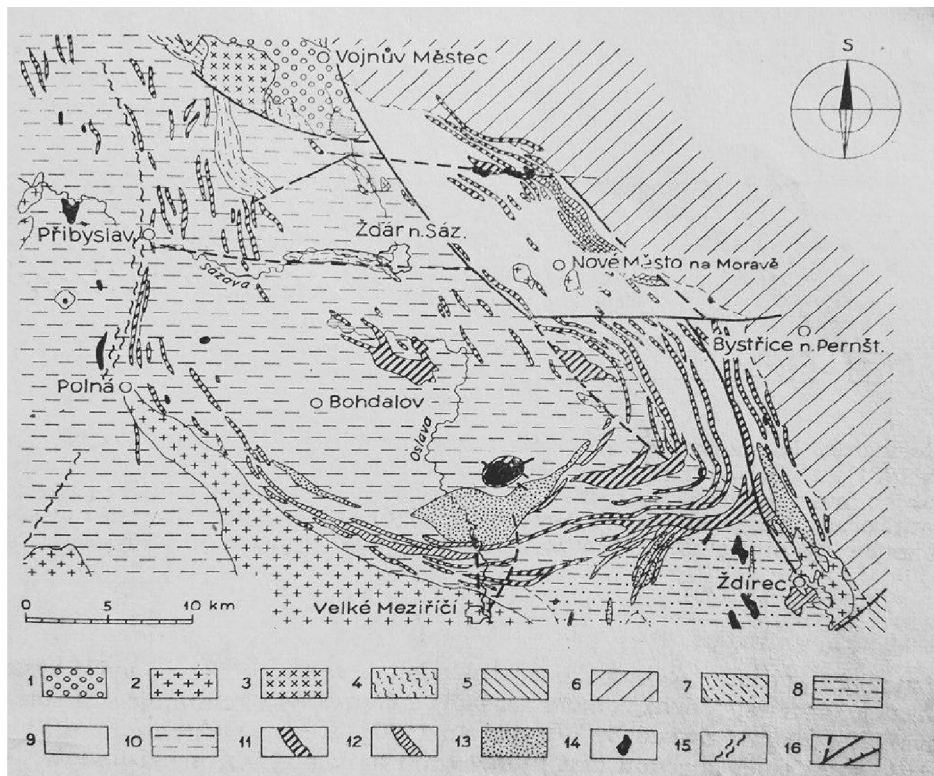 S
Vojnův Městec
Přibyslav
Žďár n. Sáz.
Sázava
Nové Město na Moravě
Bystřice n. Pernšt.
Polná
Bohdalov
Oslava
Ždírec
Velké Meziříčí
0 5 10 km
1 2 3 4 5 6 7 8
9 10 11 12 13 14 15 16